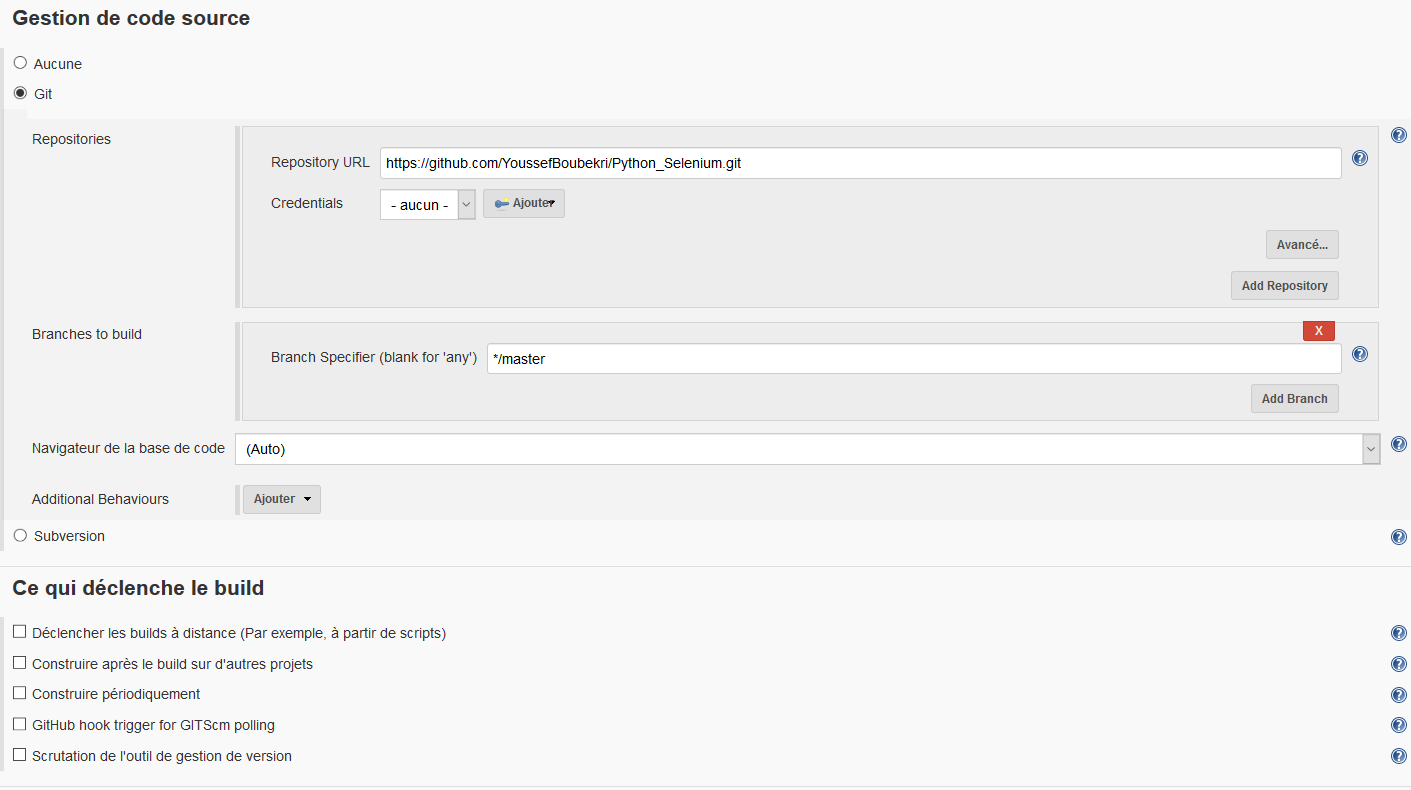 Gestion de code source
Aucune
Git
Repositories
Repository URL https://github.com/YoussefBoubekri/Python_Selenium.git
Credentials - aucun - Ajouter
Avancé...
Add Repository
Branches to build
X
Branch Specifier (blank for 'any') */master
Add Branch
Navigateur de la base de code (Auto)
Additional Behaviours Ajouter
Subversion
Ce qui déclenche le build
Déclencher les builds à distance (Par exemple, à partir de scripts)
Construire après le build sur d'autres projets
Construire périodiquement
GitHub hook trigger for GITScm polling
Scrutation de l'outil de gestion de version